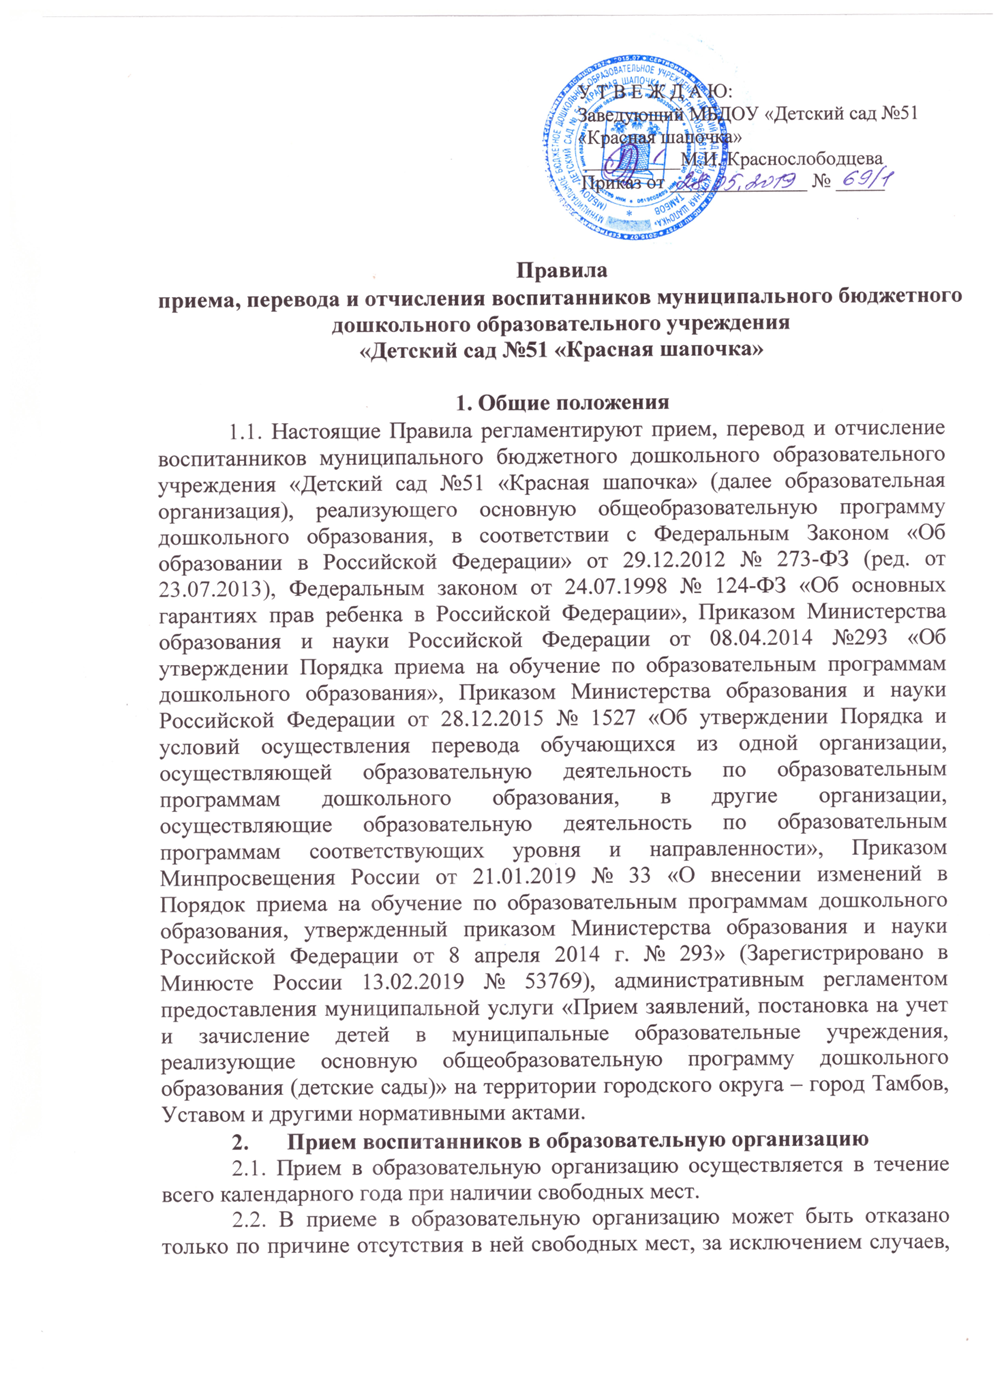 У Т В Е Ж Д А Ю:
Заведующий МБДОУ «Детский сад №51
«Красная шапочка»
__________ М.И. Краснослободцева
Приказ от 28.05.2019 № 69/1
Правила
приема, перевода и отчисления воспитанников муниципального бюджетного
дошкольного образовательного учреждения
«Детский сад №51 «Красная шапочка»
1. Общие положения
1.1. Настоящие Правила регламентируют прием, перевод и отчисление
воспитанников муниципального бюджетного дошкольного образовательного
учреждения «Детский сад №51 «Красная шапочка» (далее образовательная
организация), реализующего основную общеобразовательную программу
дошкольного образования, в соответствии с Федеральным Законом «Об
образовании в Российской Федерации» от 29.12.2012 № 273-ФЗ (ред. от
23.07.2013), Федеральным законом от 24.07.1998 № 124-ФЗ «Об основных
гарантиях прав ребенка в Российской Федерации», Приказом Министерства
образования и науки Российской Федерации от 08.04.2014 №293 «Об
утверждении Порядка приема на обучение по образовательным программам
дошкольного образования», Приказом Министерства образования и науки
Российской Федерации от 28.12.2015 № 1527 «Об утверждении Порядка и
условий осуществления перевода обучающихся из одной организации,
осуществляющей образовательную деятельность по образовательным
программам дошкольного образования, в другие организации,
осуществляющие образовательную деятельность по образовательным
программам соответствующих уровня и направленности», Приказом
Минпросвещения России от 21.01.2019 № 33 «О внесении изменений в
Порядок приема на обучение по образовательным программам дошкольного
образования, утвержденный приказом Министерства образования и науки
Российской Федерации от 8 апреля 2014 г. № 293» (Зарегистрировано в
Минюсте России 13.02.2019 № 53769), административным регламентом
предоставления муниципальной услуги «Прием заявлений, постановка на учет
и зачисление детей в муниципальные образовательные учреждения,
реализующие основную общеобразовательную программу дошкольного
образования (детские сады)» на территории городского округа – город Тамбов,
Уставом и другими нормативными актами.
2. Прием воспитанников в образовательную организацию
2.1. Прием в образовательную организацию осуществляется в течение
всего календарного года при наличии свободных мест.
2.2. В приеме в образовательную организацию может быть отказано
только по причине отсутствия в ней свободных мест, за исключением случаев,